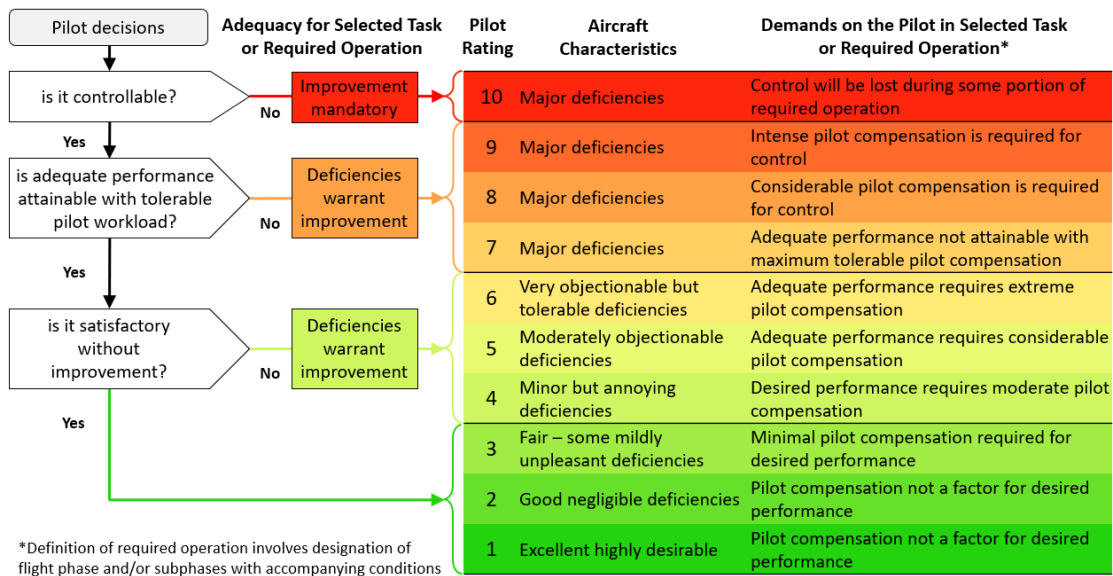 Pilot decisions
Adequacy for Selected Task
or Required Operation
Pilot
Rating
Aircraft
Characteristics
Demands on the Pilot in Selected Task
or Required Operation*
is it controllable?
No
Improvement
mandatory
10
Major deficiencies
Control will be lost during some portion of
required operation
Yes
is adequate performance
attainable with tolerable
pilot workload?
No
Deficiencies
warrant
improvement
9
Major deficiencies
Intense pilot compensation is required for
control
8
Major deficiencies
Considerable pilot compensation is required
for control
7
Major deficiencies
Adequate performance not attainable with
maximum tolerable pilot compensation
Yes
is it satisfactory
without
improvement?
No
Deficiencies
warrant
improvement
6
Very objectionable but
tolerable deficiencies
Adequate performance requires extreme
pilot compensation
5
Moderately objectionable
deficiencies
Adequate performance requires considerable
pilot compensation
4
Minor but annoying
deficiencies
Desired performance requires moderate pilot
compensation
Yes
3
Fair – some mildly
unpleasant deficiencies
Minimal pilot compensation required for
desired performance
2
Good negligible deficiencies
Pilot compensation not a factor for desired
performance
1
Excellent highly desirable
Pilot compensation not a factor for desired
performance
*Definition of required operation involves designation of
flight phase and/or subphases with accompanying conditions